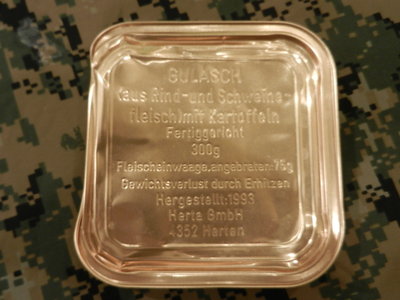 GULASCH
(aus Rind-und Schweine-
fleisch)mit Kartoffeln
Fertiggericht
300g
Fleischeinwaage,angebraten:75g
Gewichtsverlust durch Erhitzen
Hergestellt:1993
Herta GmbH
4352 Herten